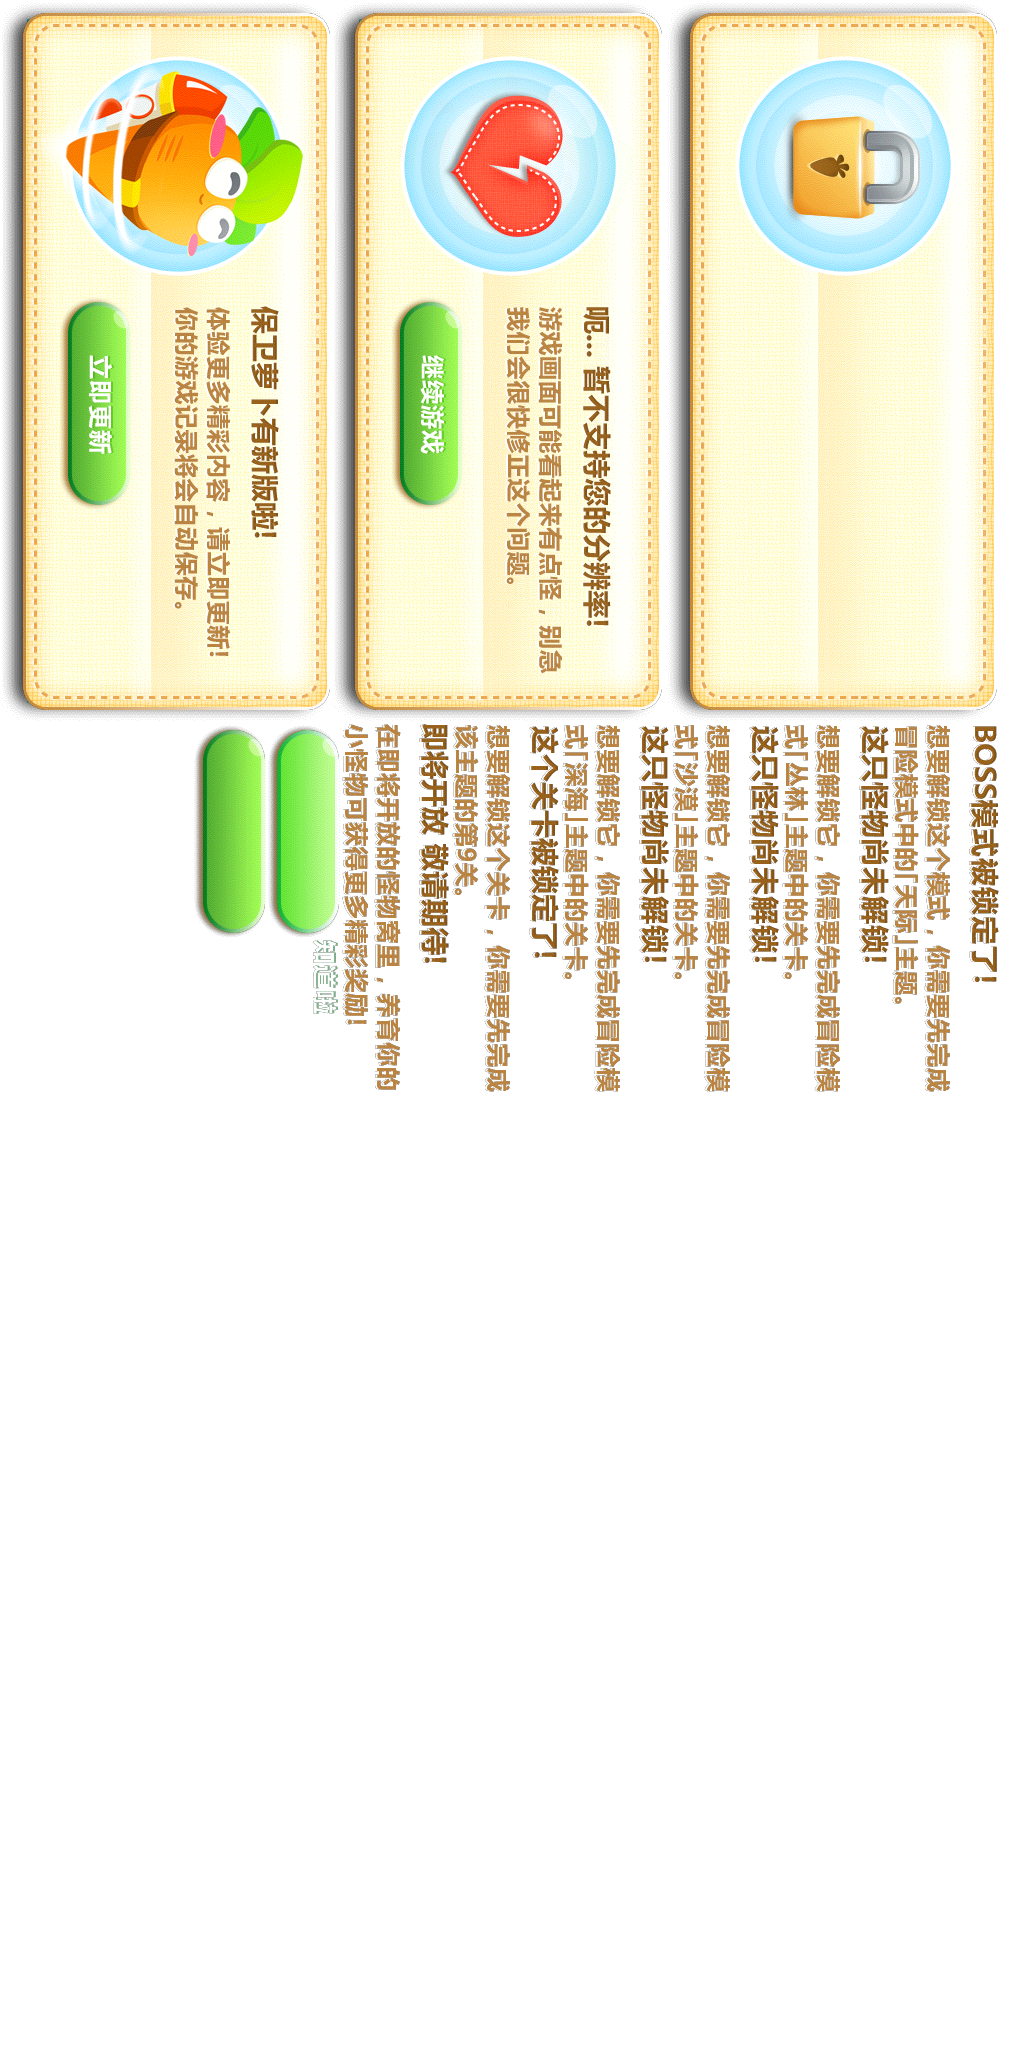 BOSS模式被锁定了!
想要解锁这个模式，你需要先完成
冒险模式中的「天际」主题。
这只怪物尚未解锁!
想要解锁它，你需要先完成冒险模
式「丛林」主题中的关卡。
这只怪物尚未解锁!
想要解锁它，你需要先完成冒险模
式「沙漠」主题中的关卡。
这只怪物尚未解锁!
想要解锁它，你需要先完成冒险模
式「深海」主题中的关卡。
这个关卡被锁定了!
想要解锁这个关卡，你需要先完成
该主题的第9关。
即将开放 敬请期待!
在即将开放的怪物窝里，养育你的
小怪物可获得更多精彩奖励!
知道啦
呃... 暂不支持您的分辨率!
游戏画面可能看起来有点怪，别急
我们会很快修正这个问题。
继续游戏
保卫萝卜有新版啦!
体验更多精彩内容，请立即更新!
你的游戏记录将会自动保存。
立即更新